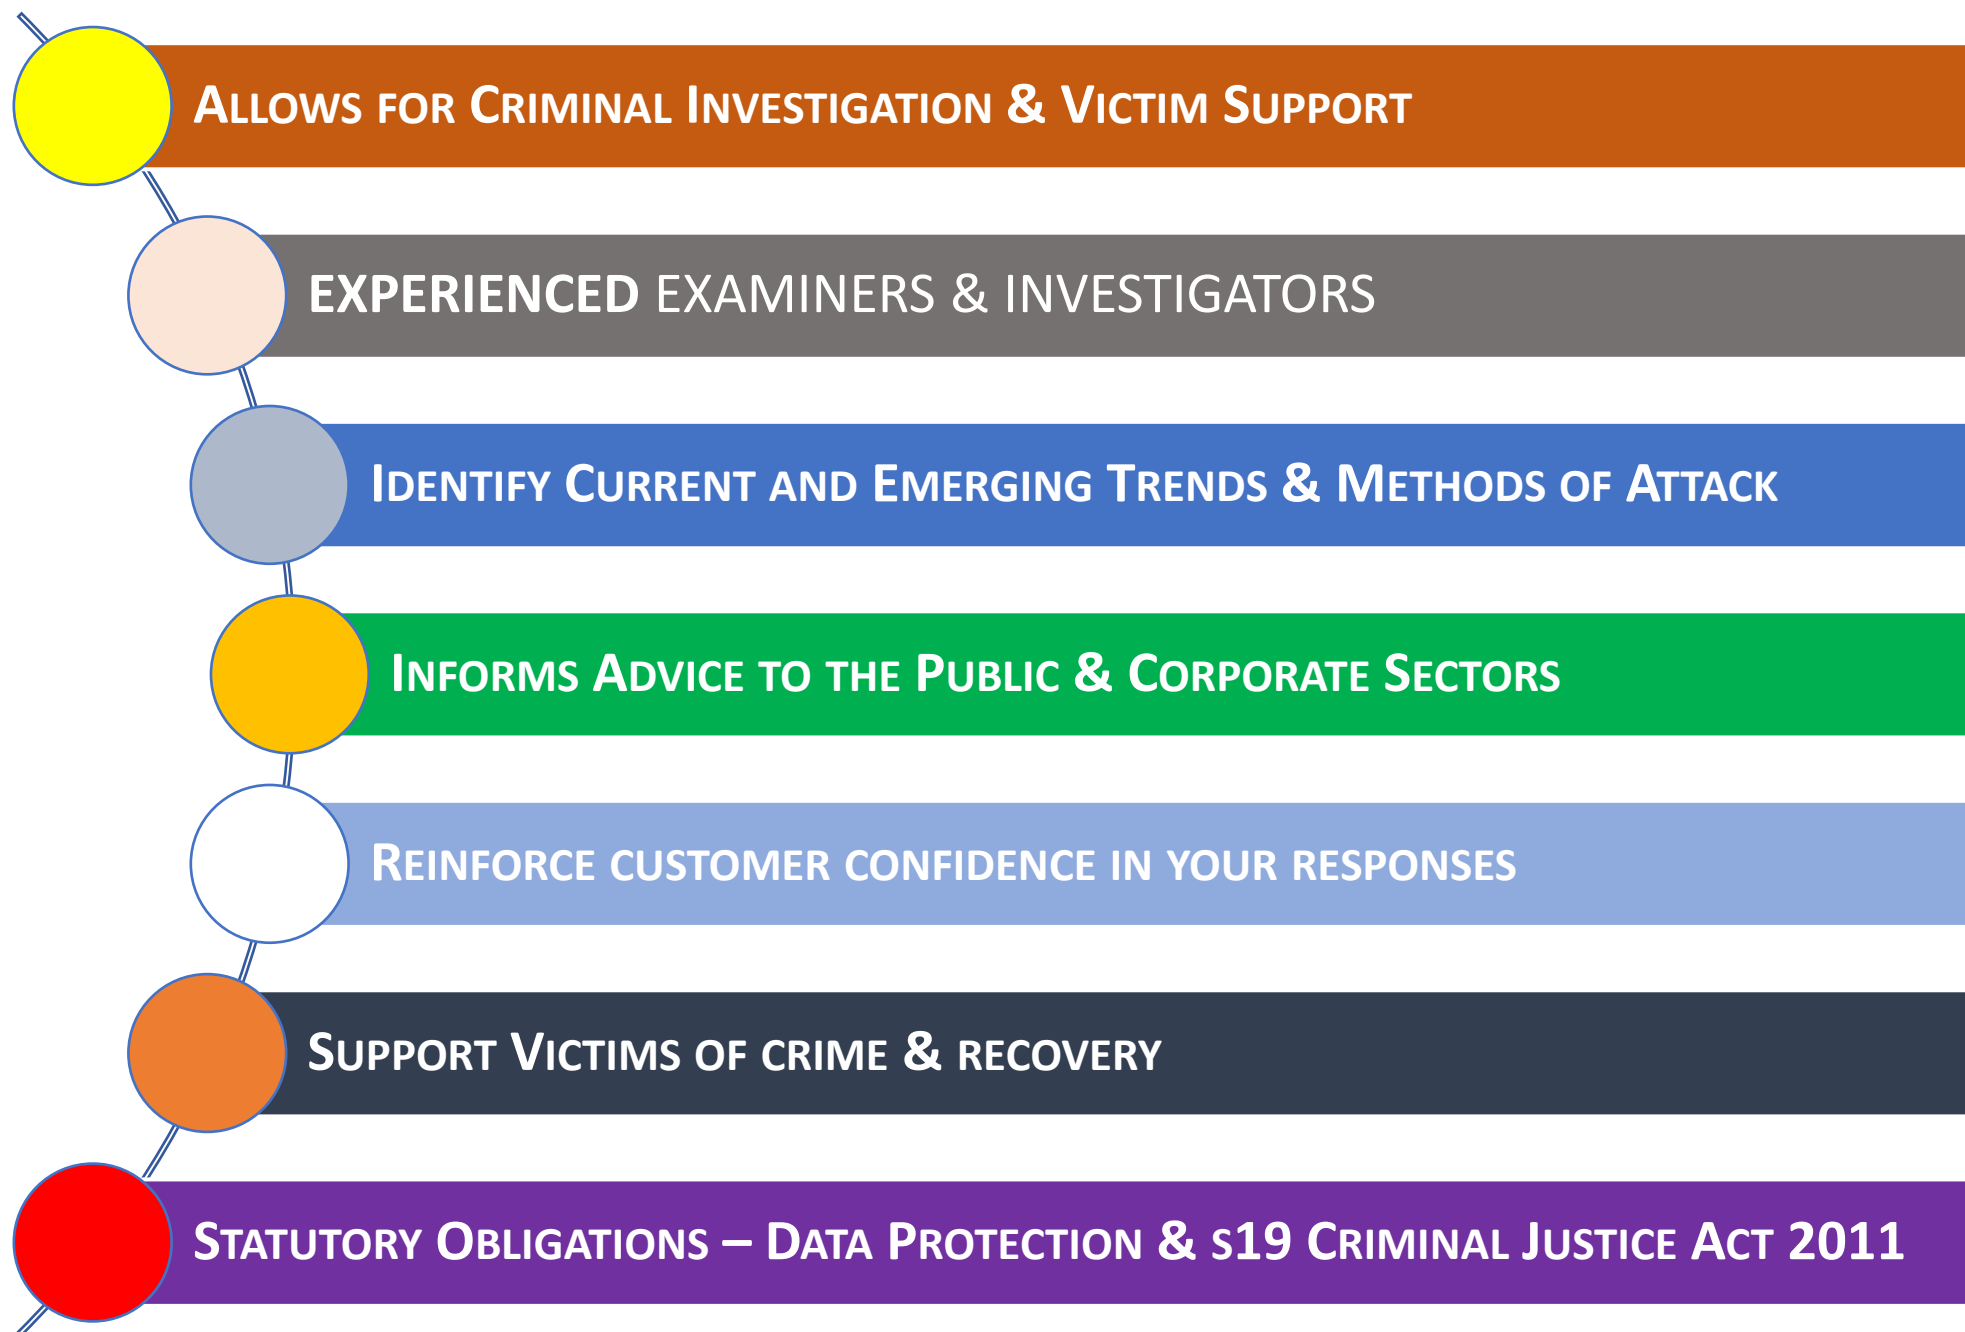 Allows for Criminal Investigation & Victim Support
EXPERIENCED EXAMINERS & INVESTIGATORS
Identify Current and Emerging Trends & Methods of Attack
Informs Advice to the Public & Corporate Sectors
Reinforce customer confidence in your responses
Support Victims of crime & recovery
Statutory Obligations – Data Protection & s19 Criminal Justice Act 2011